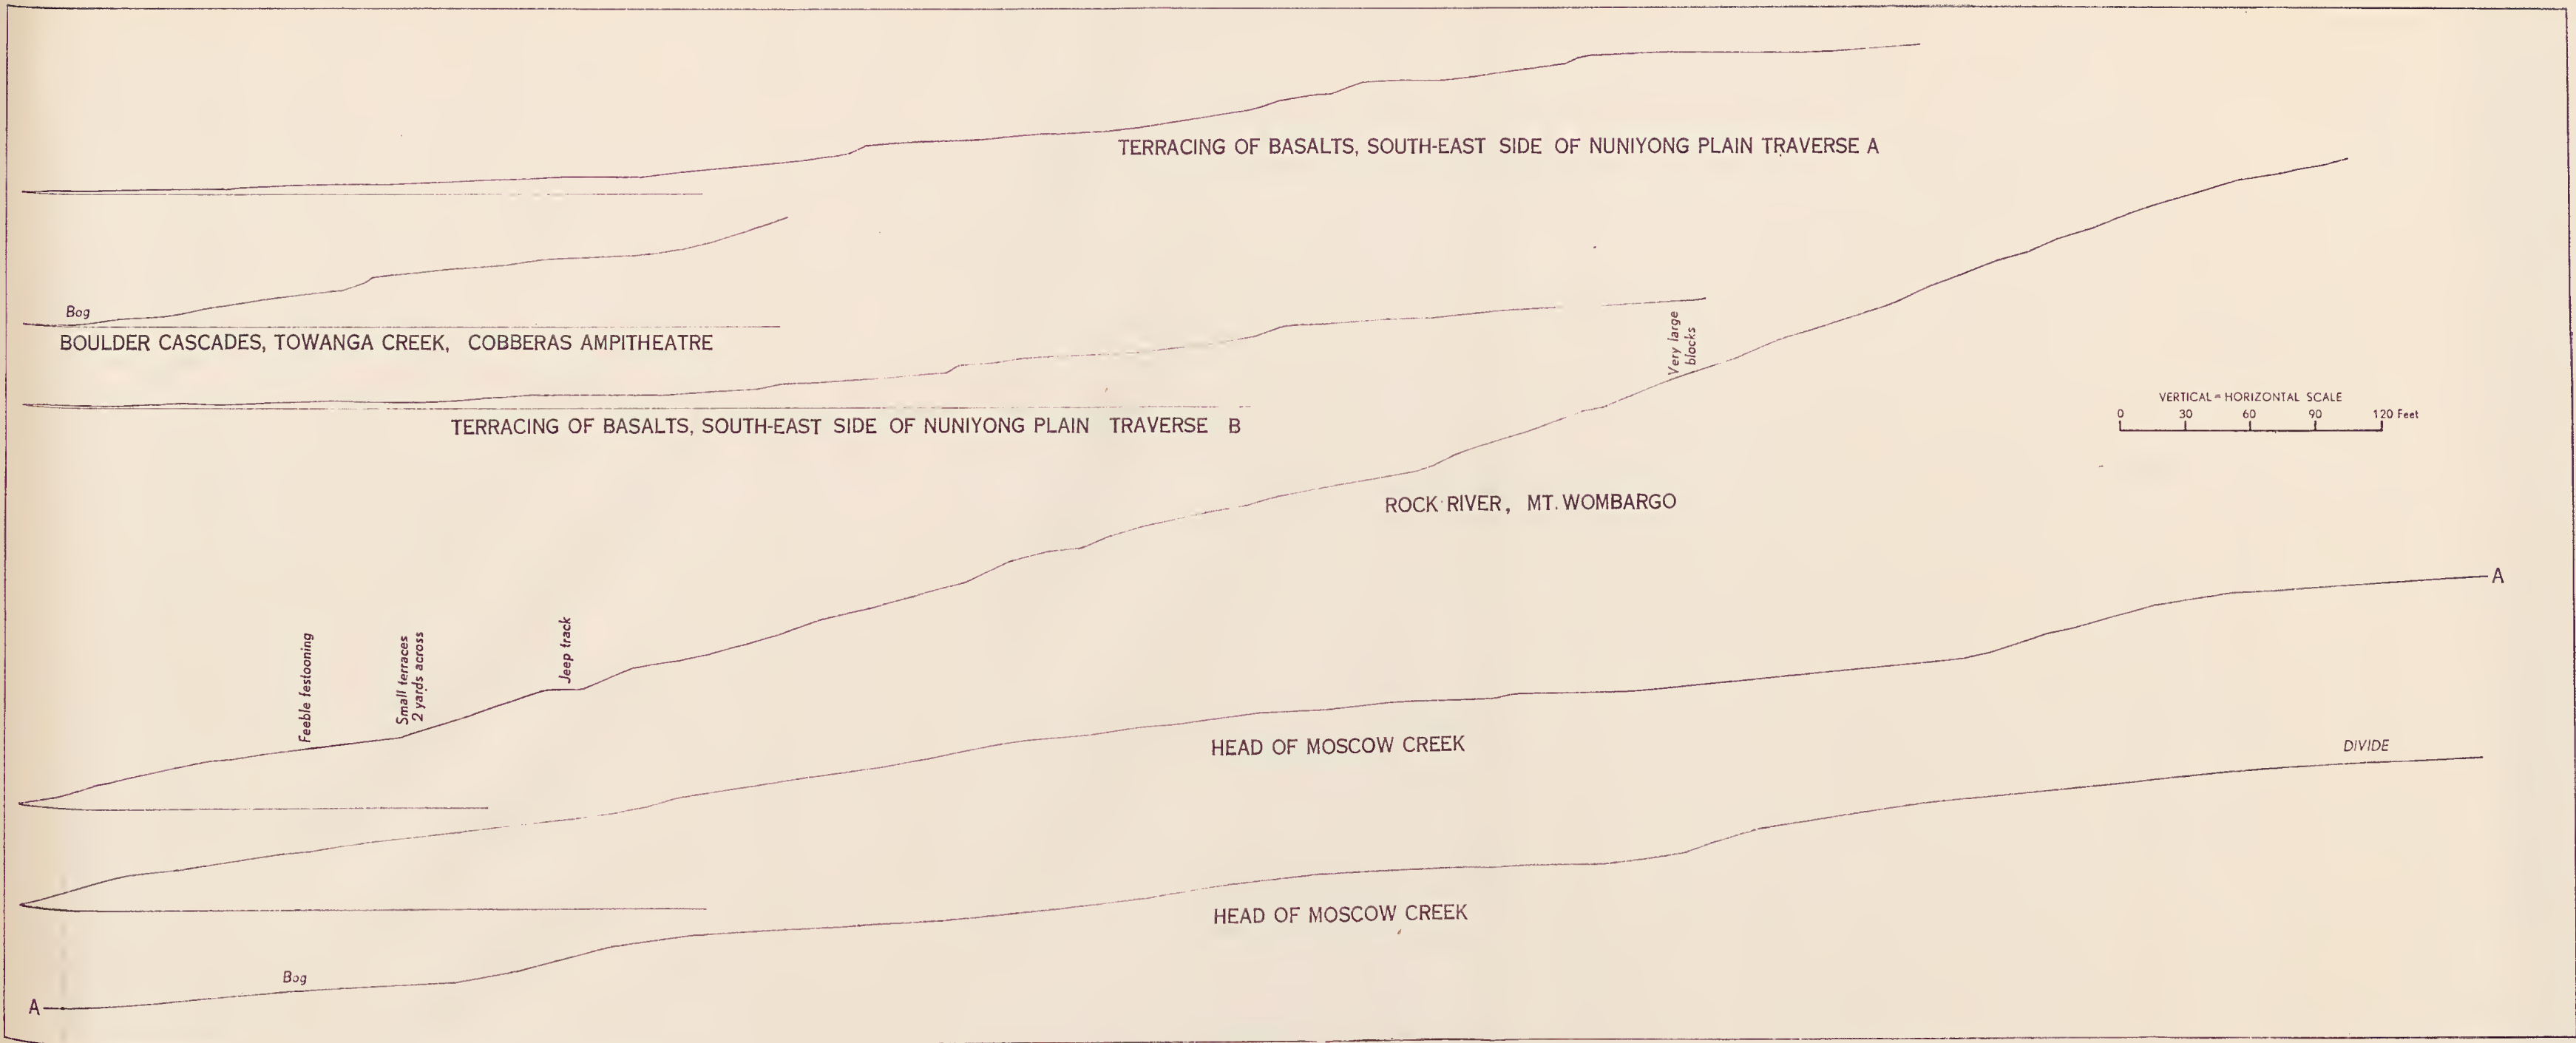 TERRACING OF BASALTS, SOUTH-EAST SIDE OF NUNIYONG PLAIN TRAVERSE A
Bog
BOULDER CASCADES, TOWANGA CREEK, COBBERAS AMPITHEATRE
Very large
blocks
VERTICAL = HORIZONTAL SCALE
0 30 60 90 120 Feet
TERRACING OF BASALTS, SOUTH-EAST SIDE OF NUNIYONG PLAIN TRAVERSE B
ROCK RIVER, MT. WOMBARGO
A
Feeble festooning
Small terraces
2 yards across
Jeep track
HEAD OF MOSCOW CREEK
DIVIDE
HEAD OF MOSCOW CREEK
Bog
A